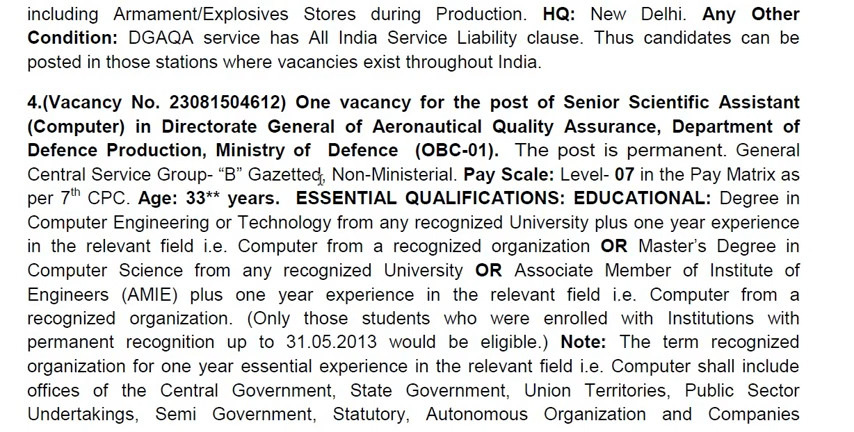 including Armament/Explosives Stores during Production. HQ: New Delhi. Any Other
Condition: DGAQA service has All India Service Liability clause. Thus candidates can be
posted in those stations where vacancies exist throughout India.
4.(Vacancy No. 23081504612) One vacancy for the post of Senior Scientific Assistant
(Computer) in Directorate General of Aeronautical Quality Assurance, Department of
Defence Production, Ministry of Defence (OBC-01). The post is permanent. General
Central Service Group- “B” Gazetted, Non-Ministerial. Pay Scale: Level- 07 in the Pay Matrix as
per 7th CPC. Age: 33** years. ESSENTIAL QUALIFICATIONS: EDUCATIONAL: Degree in
Computer Engineering or Technology from any recognized University plus one year experience
in the relevant field i.e. Computer from a recognized organization OR Master’s Degree in
Computer Science from any recognized University OR Associate Member of Institute of
Engineers (AMIE) plus one year experience in the relevant field i.e. Computer from a
recognized organization. (Only those students who were enrolled with Institutions with
permanent recognition up to 31.05.2013 would be eligible.) Note: The term recognized
organization for one year essential experience in the relevant field i.e. Computer shall include
offices of the Central Government, State Government, Union Territories, Public Sector
Undertakings, Semi Government, Statutory, Autonomous Organization and Companies